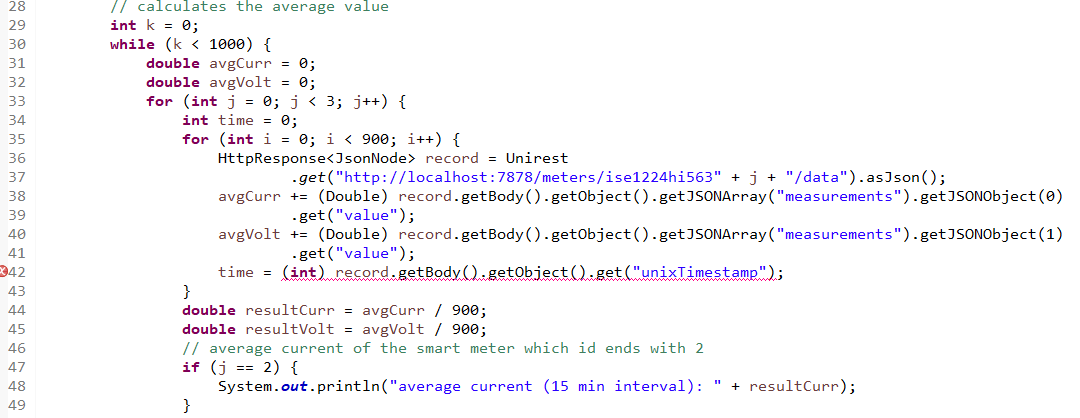 28 // calculates the average value
29 int k = 0;
30 while (k < 1000) {
31 double avgCurr = 0;
32 double avgVolt = 0;
33 for (int j = 0; j < 3; j++) {
34 int time = 0;
35 for (int i = 0; i < 900; i++) {
36 HttpResponse<JsonNode> record = Unirest
37 .get("http://localhost:7878/meters/ise1224hi563" + j + "/data").asJson();
38 avgCurr += (Double) record.getBody().getObject().getJSONArray("measurements").getJSONObject(0)
39 .get("value");
40 avgVolt += (Double) record.getBody().getObject().getJSONArray("measurements").getJSONObject(1)
41 .get("value");
42 time = (int) record.getBody().getObject().get("unixTimestamp");
43 }
44 double resultCurr = avgCurr / 900;
45 double resultVolt = avgVolt / 900;
46 // average current of the smart meter which id ends with 2
47 if (j == 2) {
48 System.out.println("average current (15 min interval): " + resultCurr);
49 }